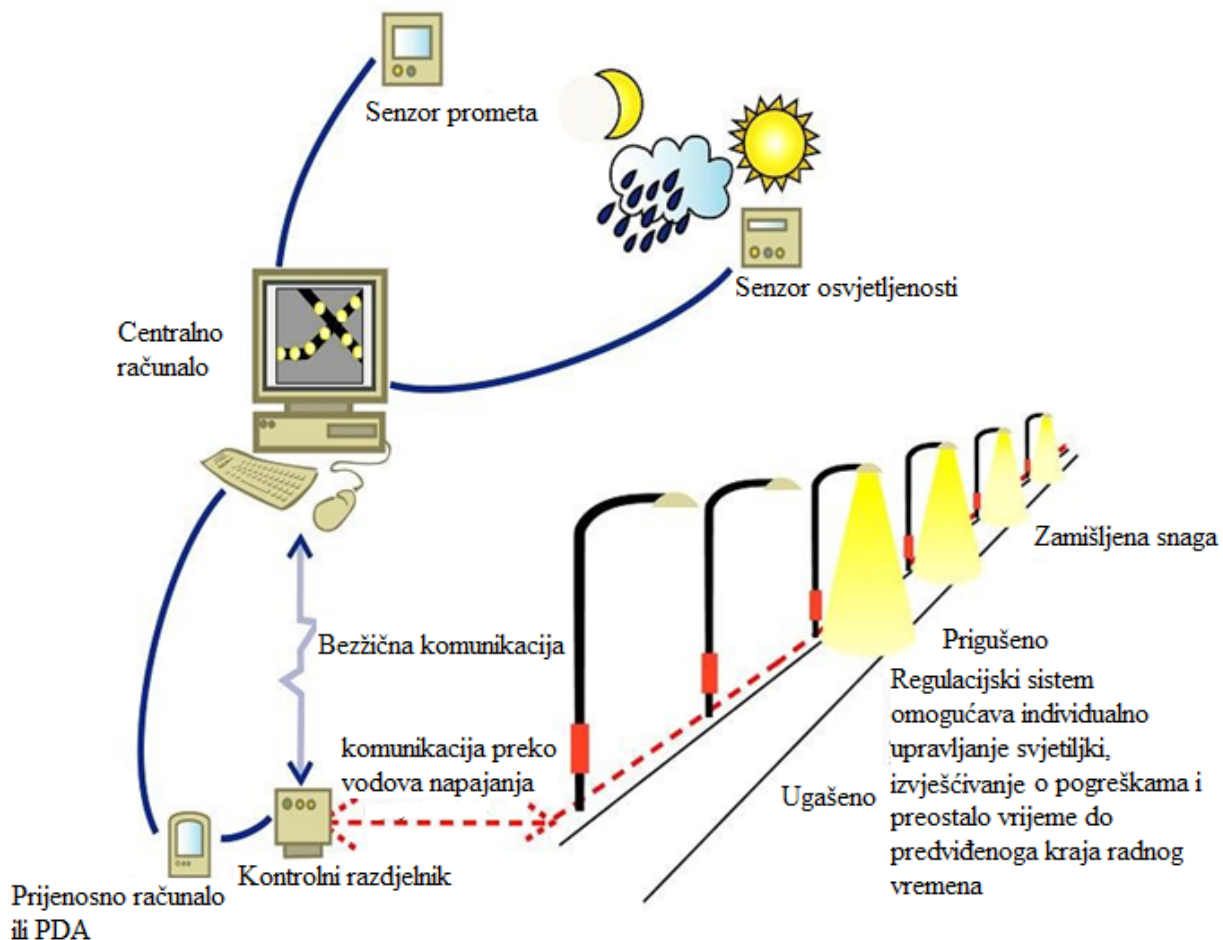 Senzor prometa
Senzor osvjetljenosti
Centralno
računalo
Zamišljena snaga
Bezžična komunikacija
Prigušeno
Regulacijski sistem
omogućava individualno
upravljanje svjetiljki,
izvješćivanje o pogreškama i
preostalo vrijeme do
predviđenoga kraja radnog
vremena
komunikacija preko
vodova napajanja
Ugašeno
Kontrolni razdjelnik
Prijenosno računalo
ili PDA